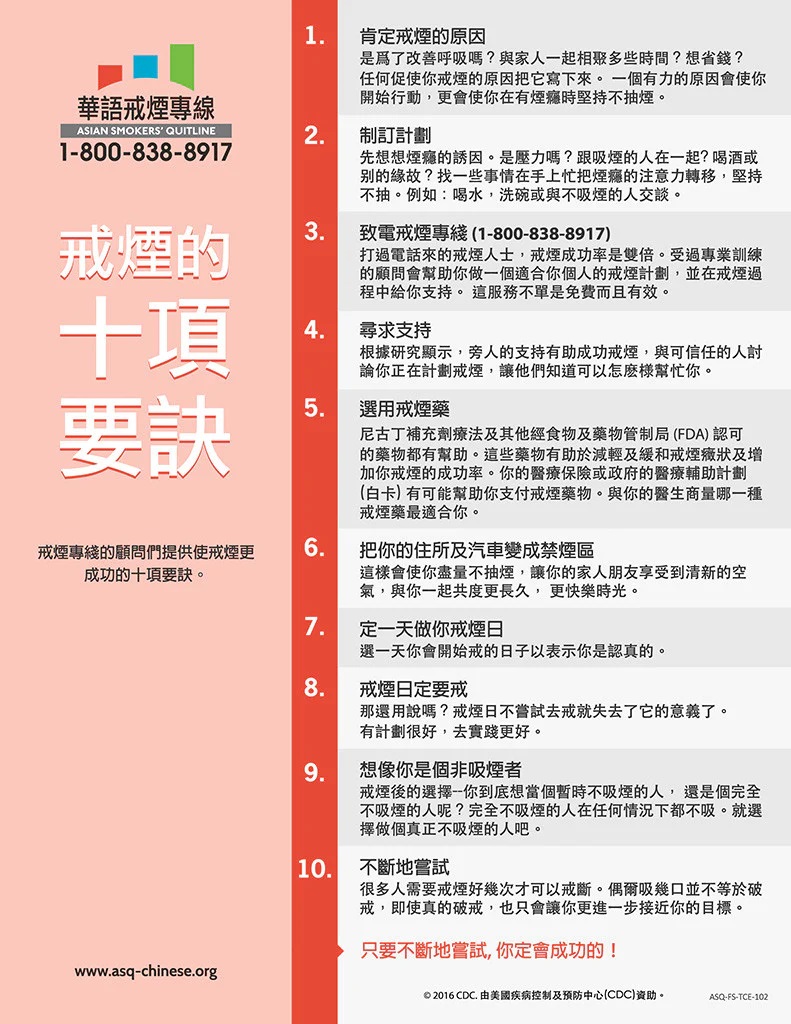 華語戒煙專線
ASIAN SMOKERS' QUITLINE
1-800-838-8917
戒煙的
十項
要訣
戒煙專綫的顧問們提供使戒煙更
成功的十項要訣。
www.asq-chinese.org
1.
肯定戒煙的原因
是爲了改善呼吸嗎？與家人一起相聚多些時間？想省錢？
任何促使你戒煙的原因把它寫下來。 一個有力的原因會使你
開始行動，更會使你在有煙癮時堅持不抽煙。
2.
制訂計劃
先想想煙癮的誘因。是壓力嗎？跟吸煙的人在一起? 喝酒或
别的緣故？找一些事情在手上忙把煙癮的注意力轉移，堅持
不抽。例如：喝水，洗碗或與不吸煙的人交談。
3.
致電戒煙專綫 (1-800-838-8917)
打過電話來的戒煙人士，戒煙成功率是雙倍。受過專業訓練
的顧問會幫助你做一個適合你個人的戒煙計劃，並在戒煙過
程中給你支持。 這服務不單是免費而且有效。
4.
尋求支持
根據研究顯示，旁人的支持有助成功戒煙，與可信任的人討
論你正在計劃戒煙，讓他們知道可以怎麽様幫忙你。
5.
選用戒煙藥
尼古丁補充劑療法及其他經食物及藥物管制局 (FDA) 認可
的藥物都有幫助。這些藥物有助於減輕及緩和戒煙癥狀及增
加你戒煙的成功率。你的醫療保險或政府的醫療輔助計劃
(白卡) 有可能幫助你支付戒煙藥物。與你的醫生商量哪一種
戒煙藥最適合你。
6.
把你的住所及汽車變成禁煙區
這樣會使你盡量不抽煙，讓你的家人朋友享受到清新的空
氣，與你一起共度更長久， 更快樂時光。
7.
定一天做你戒煙日
選一天你會開始戒的日子以表示你是認真的。
8.
戒煙日定要戒
那還用說嗎？戒煙日不嘗試去戒就失去了它的意義了。
有計劃很好，去實踐更好。
9.
想像你是個非吸煙者
戒煙後的選擇--你到底想當個暫時不吸煙的人， 還是個完全
不吸煙的人呢？完全不吸煙的人在任何情況下都不吸。就選
擇做個真正不吸煙的人吧。
10.
不斷地嘗試
很多人需要戒煙好幾次才可以戒斷。偶爾吸幾口並不等於破
戒，即使真的破戒，也只會讓你更進一步接近你的目標。
只要不斷地嘗試, 你定會成功的！
© 2016 CDC. 由美國疾病控制及預防中心(CDC)資助。
ASQ-FS-TCE-102